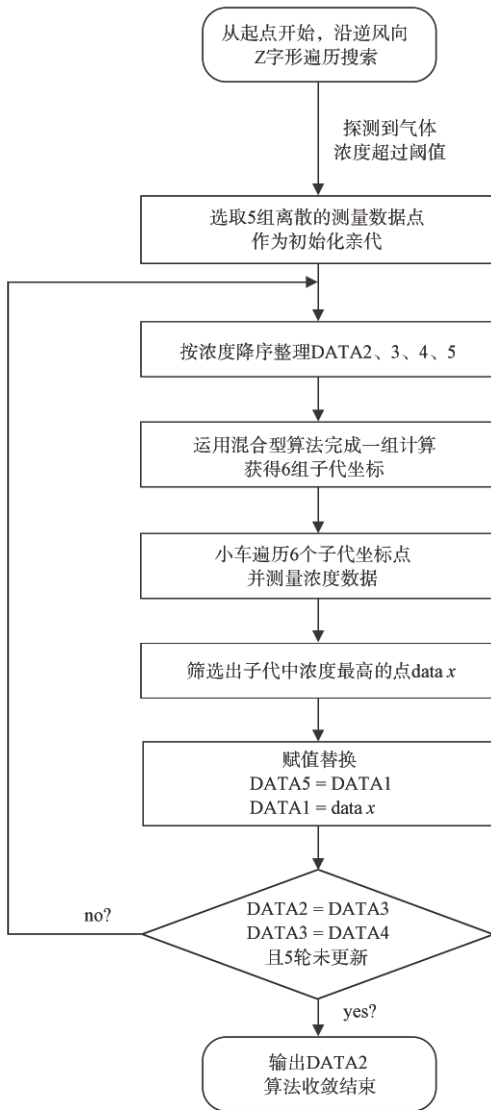 从起点开始，沿逆风向
Z字形遍历搜索
探测到气体
浓度超过阈值
选取5组离散的测量数据点
作为初始化亲代
按浓度降序整理DATA2、3、4、5
运用混合型算法完成一组计算
获得6组子代坐标
小车遍历6个子代坐标点
并测量浓度数据
筛选出子代中浓度最高的点data x
赋值替换
DATA5 = DATA1
DATA1 = data x
no?
DATA2 = DATA3
DATA3 = DATA4
且5轮未更新
yes?
输出DATA2
算法收敛结束